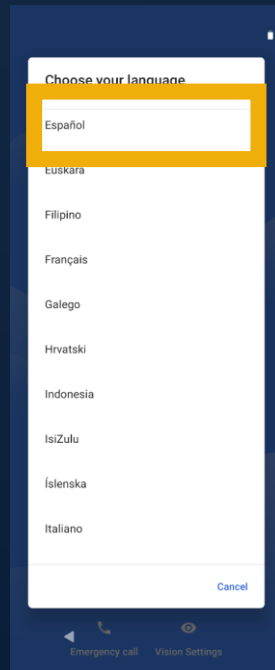 Choose your language
Español
Euskara
Filipino
Français
Galego
Hrvatski
Indonesia
IsiZulu
Íslenska
Italiano
Cancel
Emergency call Vision Settings